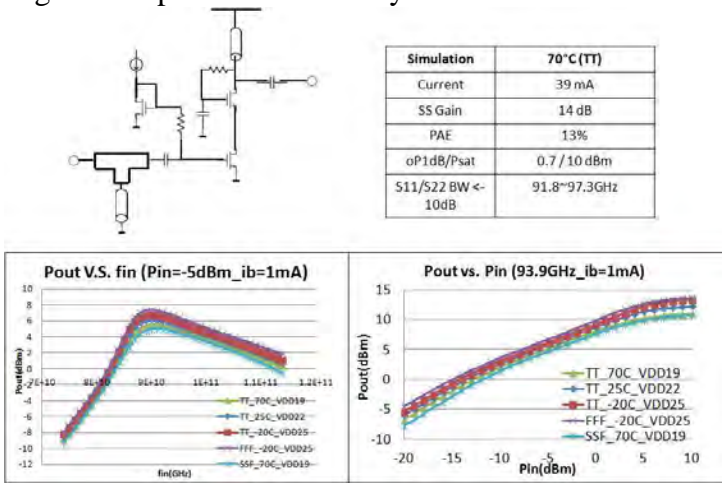 Simulation 70°C (TT)
Current 39 mA
SS Gain 14 dB
PAE 13%
oP1dB/Psat 0.7 / 10 dBm
S11/S22 BW <- 91.8~97.3GHz
10dB
Pout V.S. fin (Pin=-5dBm_ib=1mA)
10
8
6
4
2
0
-2
-4
-6
-8
-10
-12
Pout(dBm)
7E+10 8E+10 9E+10 1E+11 1.1E+11 1.2E+11
TT_70C_VDD19
TT_25C_VDD22
TT_-20C_VDD25
FFF_-20C_VDD25
SSF_70C_VDD19
fin(GHz)
Pout vs. Pin (93.9GHz_ib=1mA)
15
10
5
0
-5
-10
Pout(dBm)
TT_70C_VDD19
TT_25C_VDD22
TT_-20C_VDD25
FFF_-20C_VDD25
SSF_70C_VDD19
-20 -15 -10 -5 0 5 10
Pin(dBm)